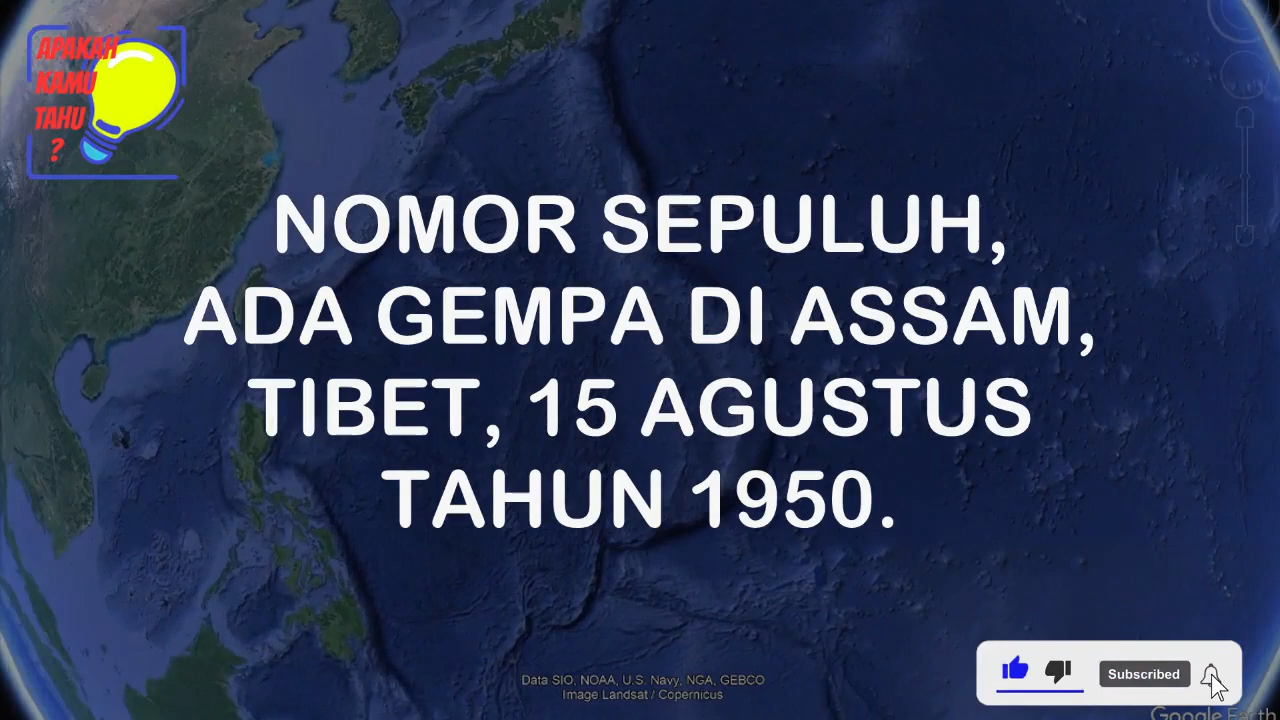 APAKAH
KAMU
TAHU
?
NOMOR SEPULUH,
ADA GEMPA DI ASSAM,
TIBET, 15 AGUSTUS
TAHUN 1950.
Subscribed
Data SIO, NOAA, U.S. Navy, NGA, GEBCO
Image Landsat / Copernicus
Google Earth